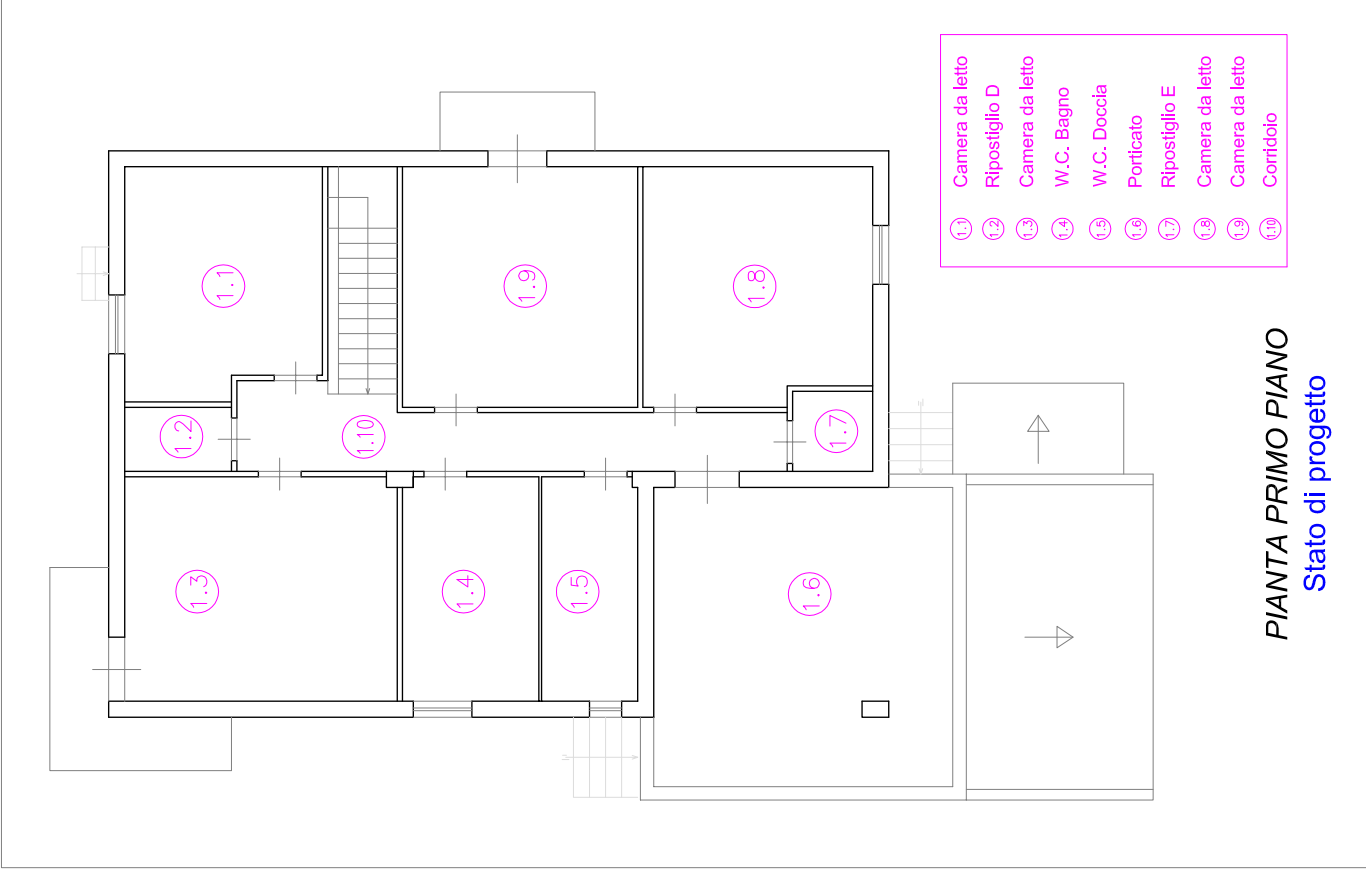 1.1 Camera da letto
1.2 Ripostiglio D
1.3 Camera da letto
1.4 W.C. Bagno
1.5 W.C. Doccia
1.6 Porticato
1.7 Ripostiglio E
1.8 Camera da letto
1.9 Camera da letto
1.10 Corridoio
PIANTA PRIMO PIANO
Stato di progetto
1.1
1.2
1.3
1.4
1.5
1.6
1.7
1.8
1.9
1.10